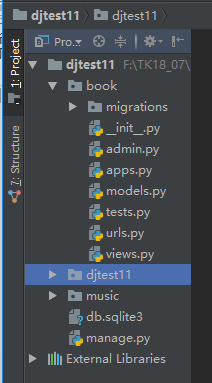 djtest11 djtest11
1: Project
7: Structure
Pro..
djtest11 F:\TK18_07\
book
migrations
__init__.py
admin.py
apps.py
models.py
tests.py
urls.py
views.py
djtest11
music
db.sqlite3
manage.py
External Libraries